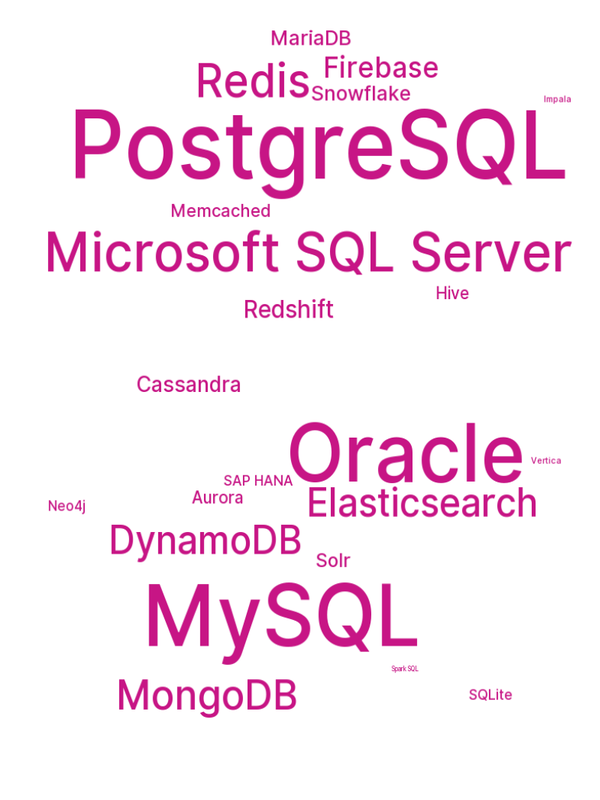 MariaDB
Firebase
Redis
Snowflake
Impala
PostgreSQL
Memcached
Microsoft SQL Server
Hive
Redshift
Cassandra
Oracle
Vertica
SAP HANA
Aurora
Elasticsearch
Neo4j
DynamoDB
Solr
MySQL
Spark SQL
MongoDB
SQLite